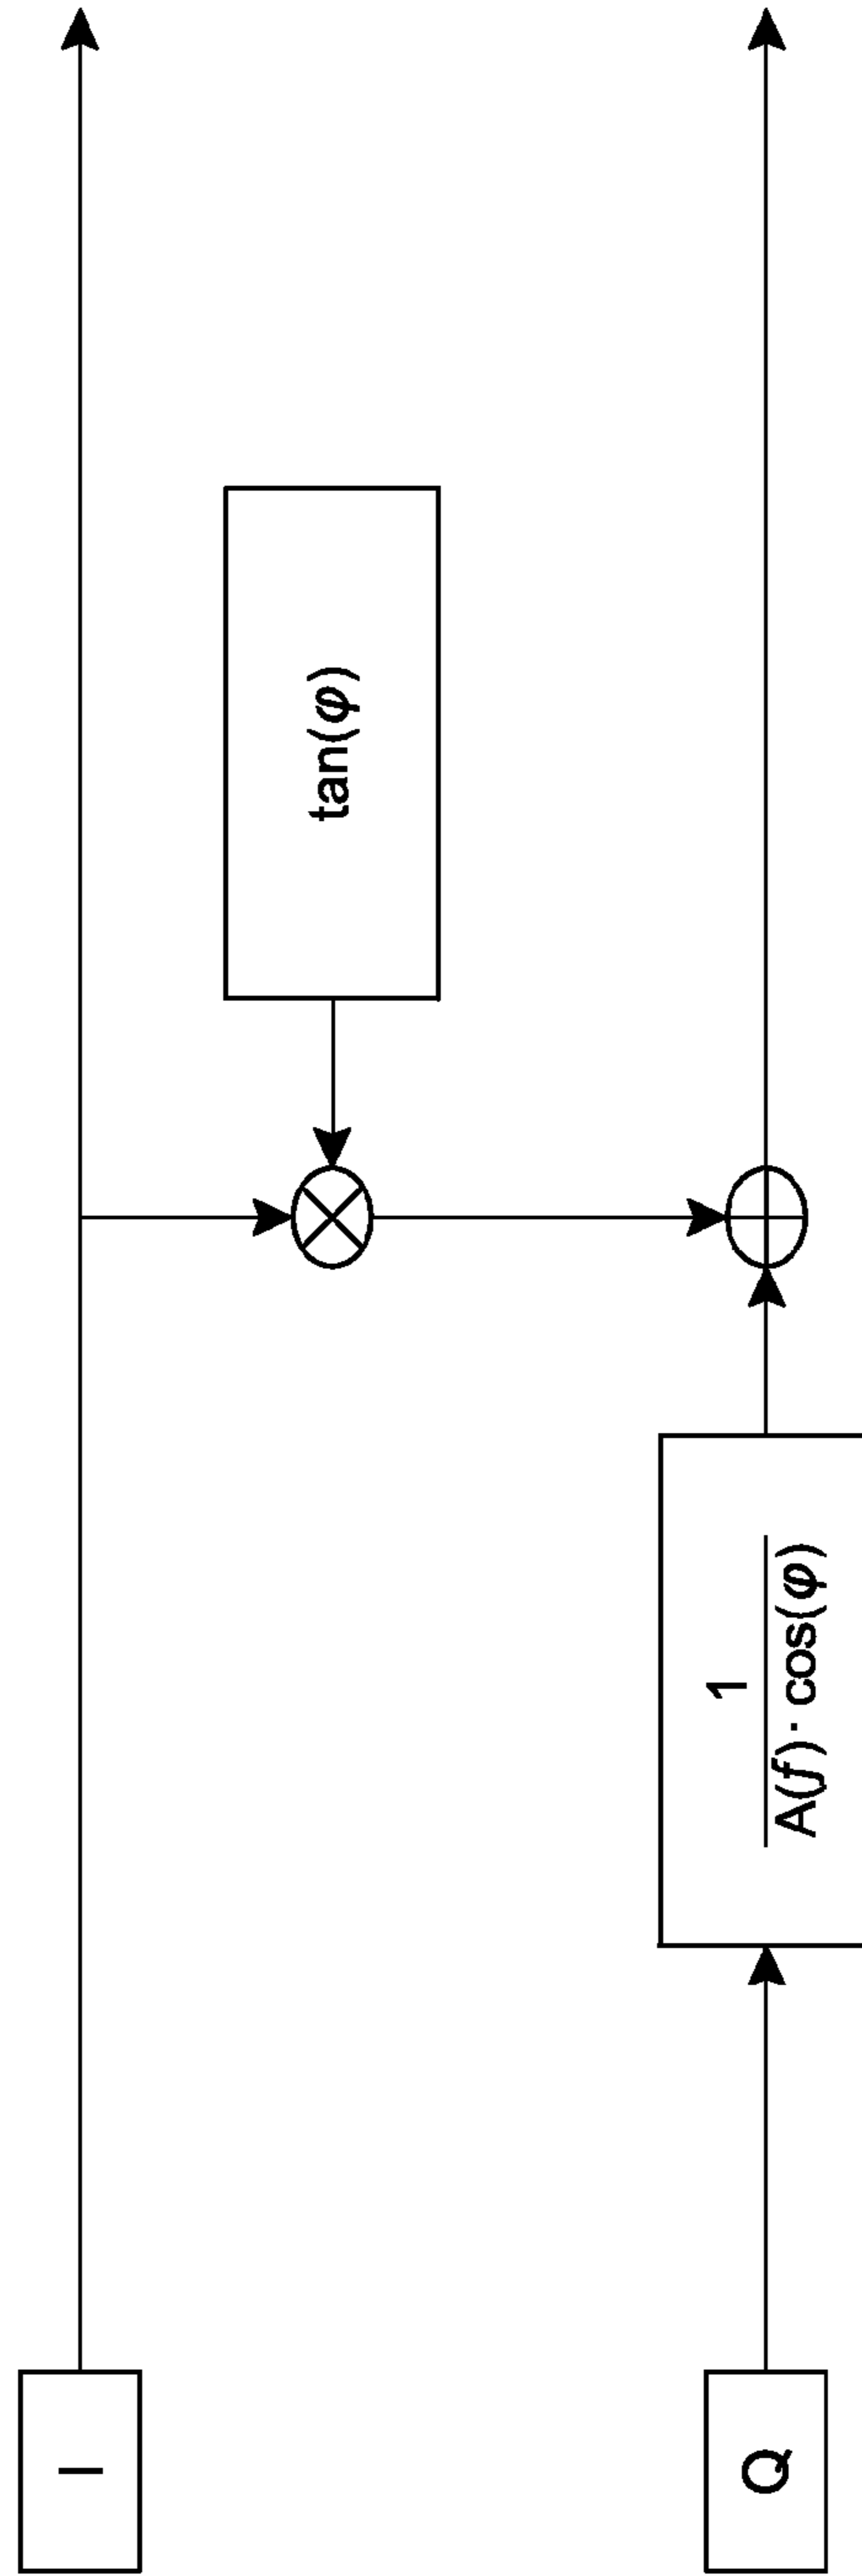 I
tan(φ)
Q
1
A(f) · cos(φ)